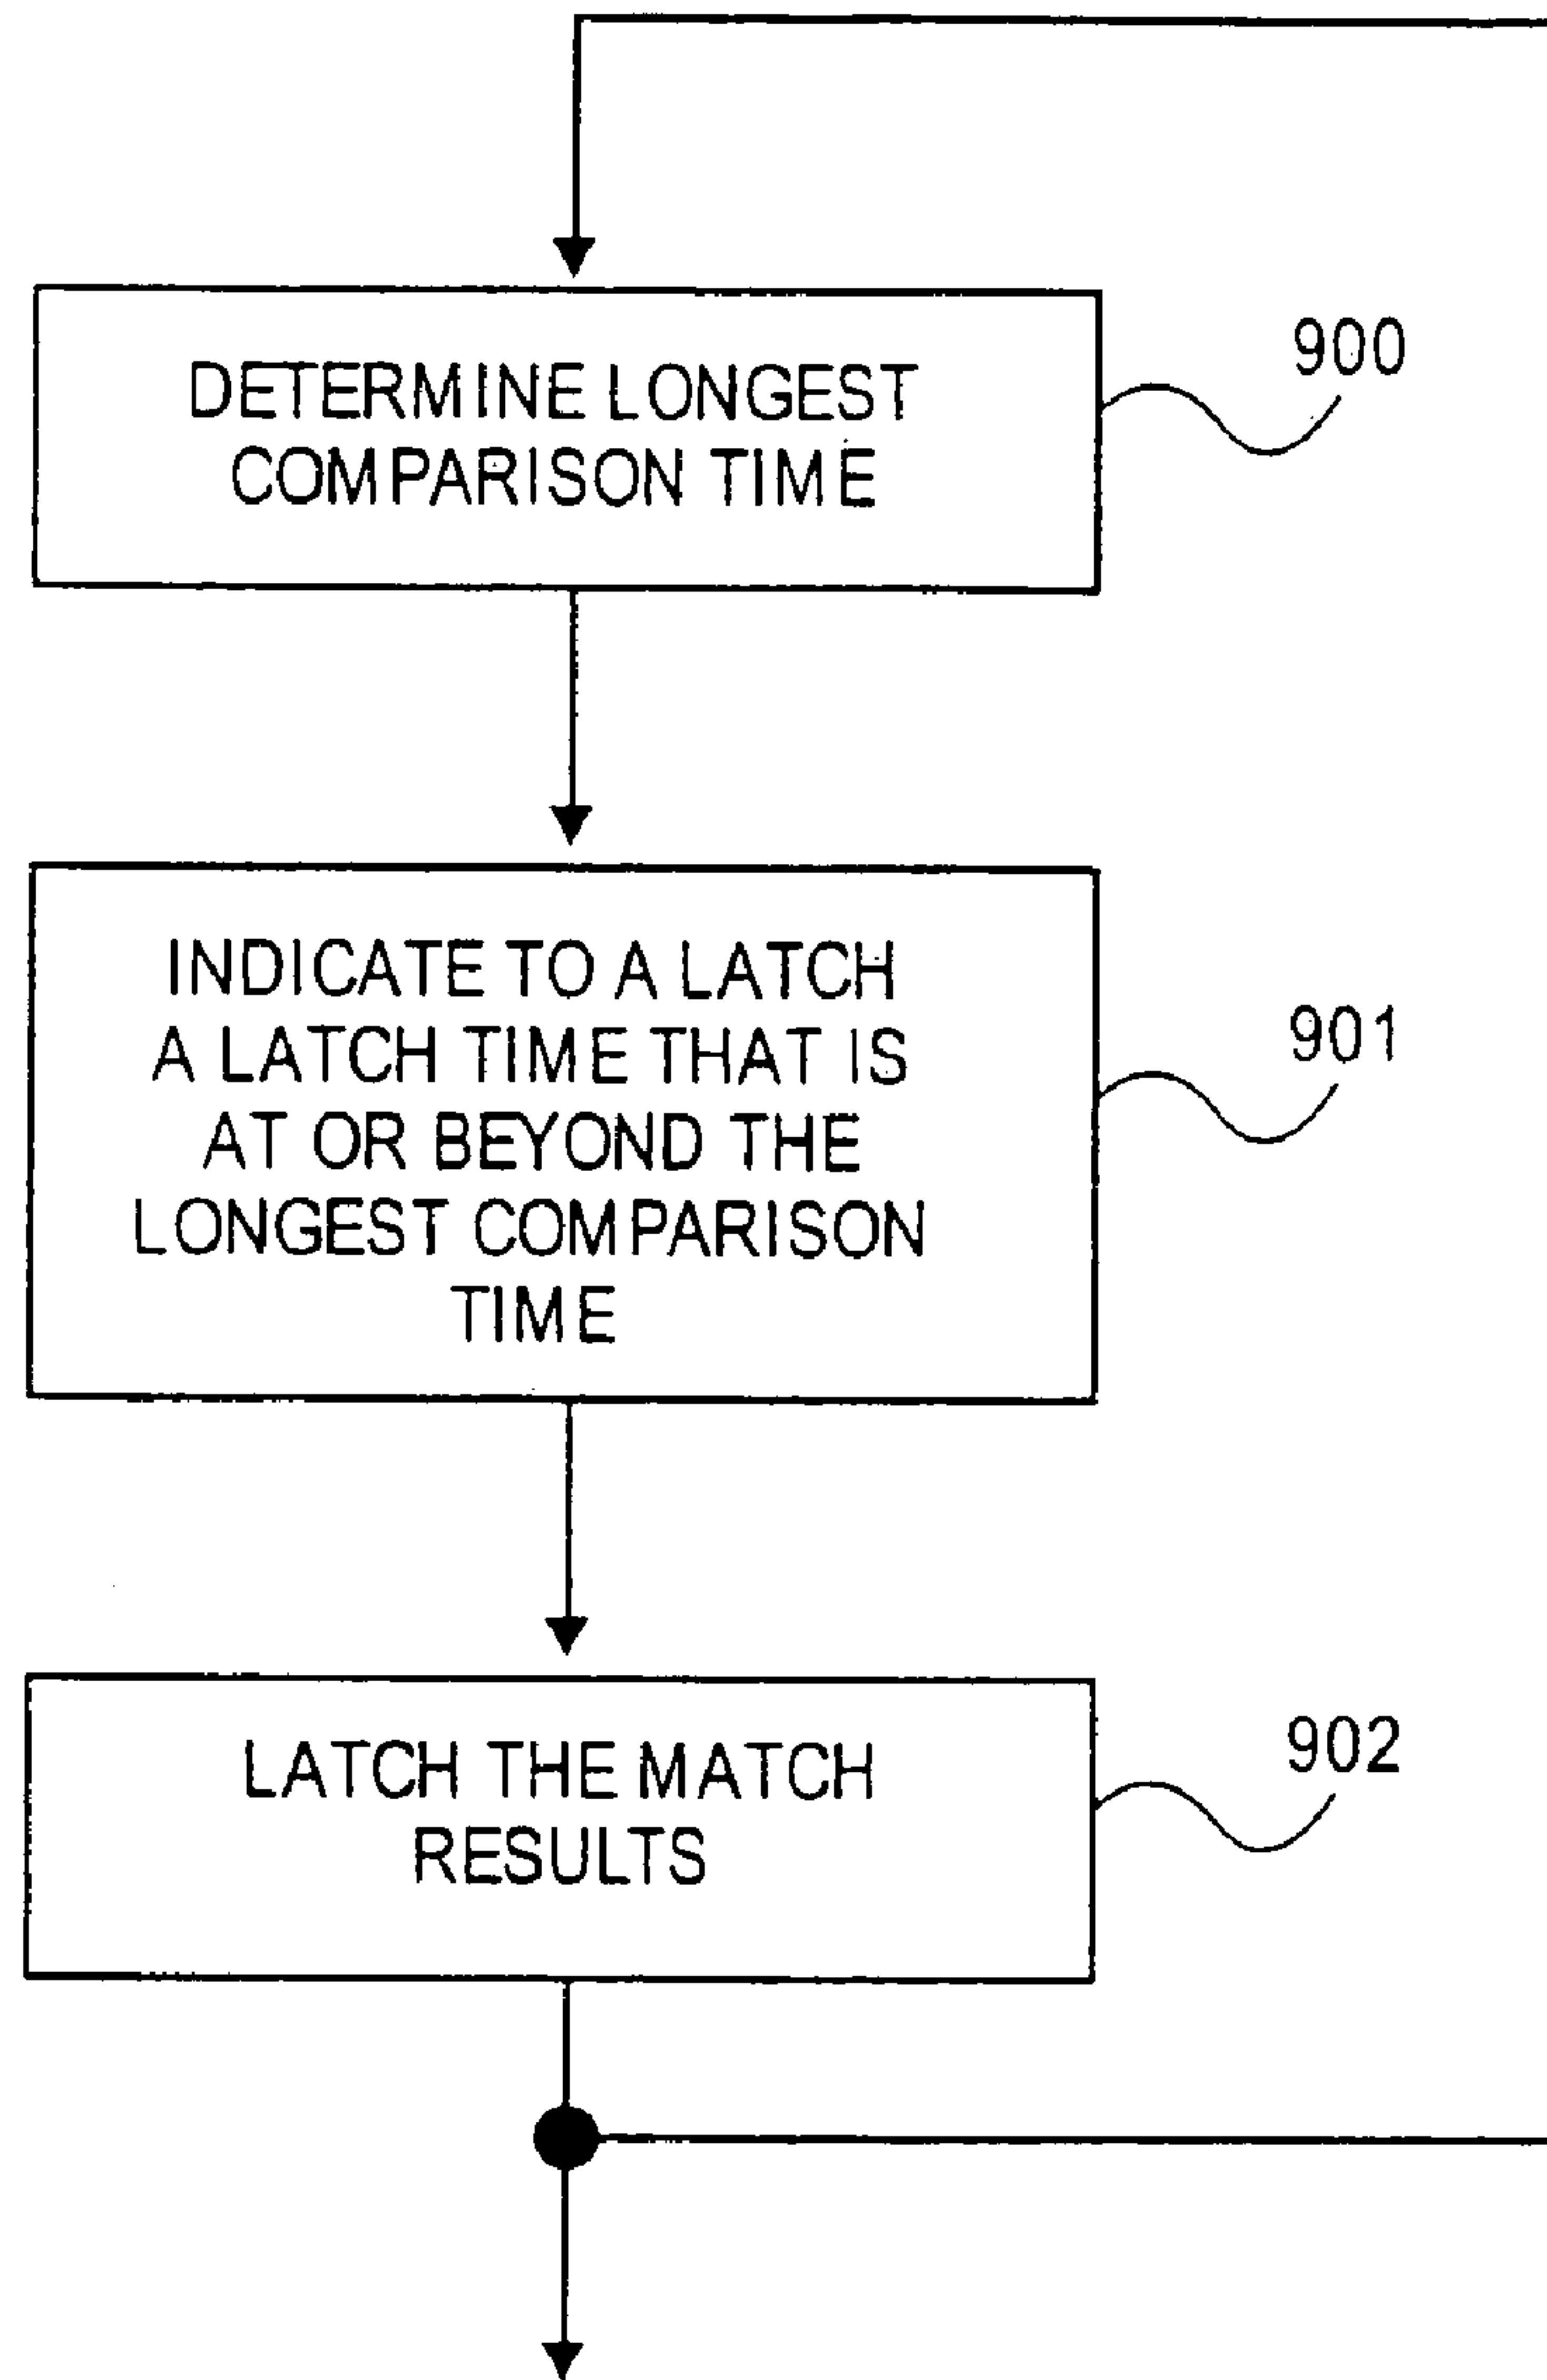 DETERMINE LONGEST
COMPARISON TIME
900
INDICATE TO A LATCH
A LATCH TIME THAT IS
AT OR BEYOND THE
LONGEST COMPARISON
TIME
901
LATCH THE MATCH
RESULTS
902